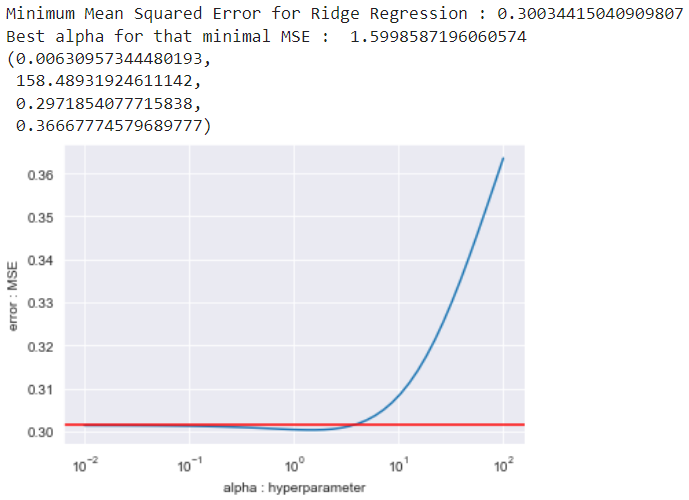 Minimum Mean Squared Error for Ridge Regression : 0.30034415040909807
Best alpha for that minimal MSE :  1.5998587196060574
(0.00630957344480193,
 158.48931924611142,
 0.2971854077715838,
 0.36667774579689777)
0.36
0.35
0.34
0.33
0.32
0.31
0.30
error : MSE
10⁻² 10⁻¹ 10⁰ 10¹ 10²
alpha : hyperparameter